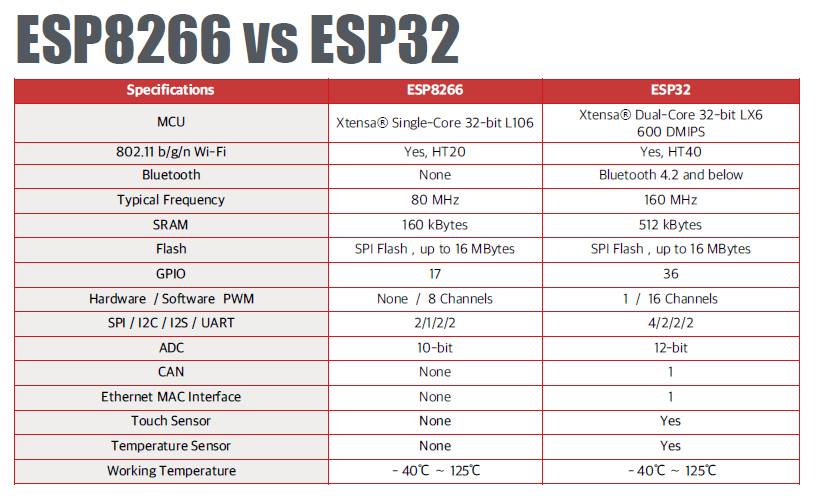 ESP8266 vs ESP32
Specifications ESP8266 ESP32
MCU Xtensa® Single-Core 32-bit L106 Xtensa® Dual-Core 32-bit LX6
600 DMIPS
802.11 b/g/n Wi-Fi Yes, HT20 Yes, HT40
Bluetooth None Bluetooth 4.2 and below
Typical Frequency 80 MHz 160 MHz
SRAM 160 kBytes 512 kBytes
Flash SPI Flash , up to 16 MBytes SPI Flash , up to 16 MBytes
GPIO 17 36
Hardware / Software PWM None / 8 Channels 1 / 16 Channels
SPI / I2C / I2S / UART 2/1/2/2 4/2/2/2
ADC 10-bit 12-bit
CAN None 1
Ethernet MAC Interface None 1
Touch Sensor None Yes
Temperature Sensor None Yes
Working Temperature - 40℃ ~ 125℃ - 40℃ ~ 125℃